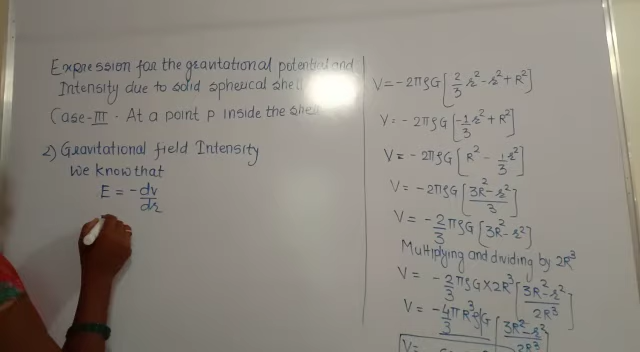 Expression for the gravtational potential and
Intensity due to solid spherical shell
Case-III. At a point P inside the shell
2) Gravitational field Intensity
We know that
E = -dv/dr
V = -2πρG [2/3 r² - r² + R²]
V = -2πρG [-1/3 r² + R²]
V = -2πρG [R² - 1/3 r²]
V = -2πρG [3R² - r²/3]
V = -2/3 πρG [3R² - r²]
Multiplying and dividing by 2R³
V = -2/3 πρG × 2R³ [3R² - r²/2R³]
V = -4πR³ρG/3 [3R² - r²/2R³]
V =